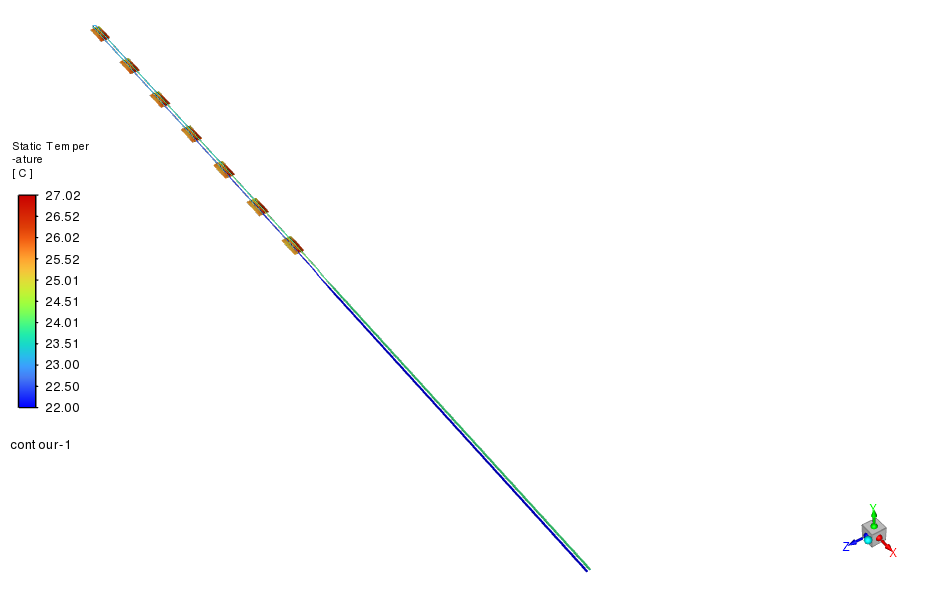 Static Temper
-ature
[ C ]
27.02
26.52
26.02
25.52
25.01
24.51
24.01
23.51
23.00
22.50
22.00
contour-1
Y
Z
X